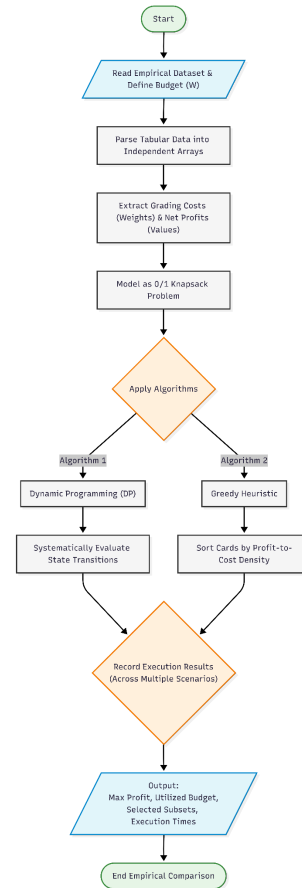 Start
Read Empirical Dataset &
Define Budget (W)
Parse Tabular Data into
Independent Arrays
Extract Grading Costs
(Weights) & Net Profits
(Values)
Model as 0/1 Knapsack
Problem
Apply Algorithms
Algorithm 1
Algorithm 2
Dynamic Programming (DP)
Greedy Heuristic
Systematically Evaluate
State Transitions
Sort Cards by Profit-to-
Cost Density
Record Execution Results
(Across Multiple Scenarios)
Output:
Max Profit, Utilized Budget,
Selected Subsets,
Execution Times
End Empirical Comparison